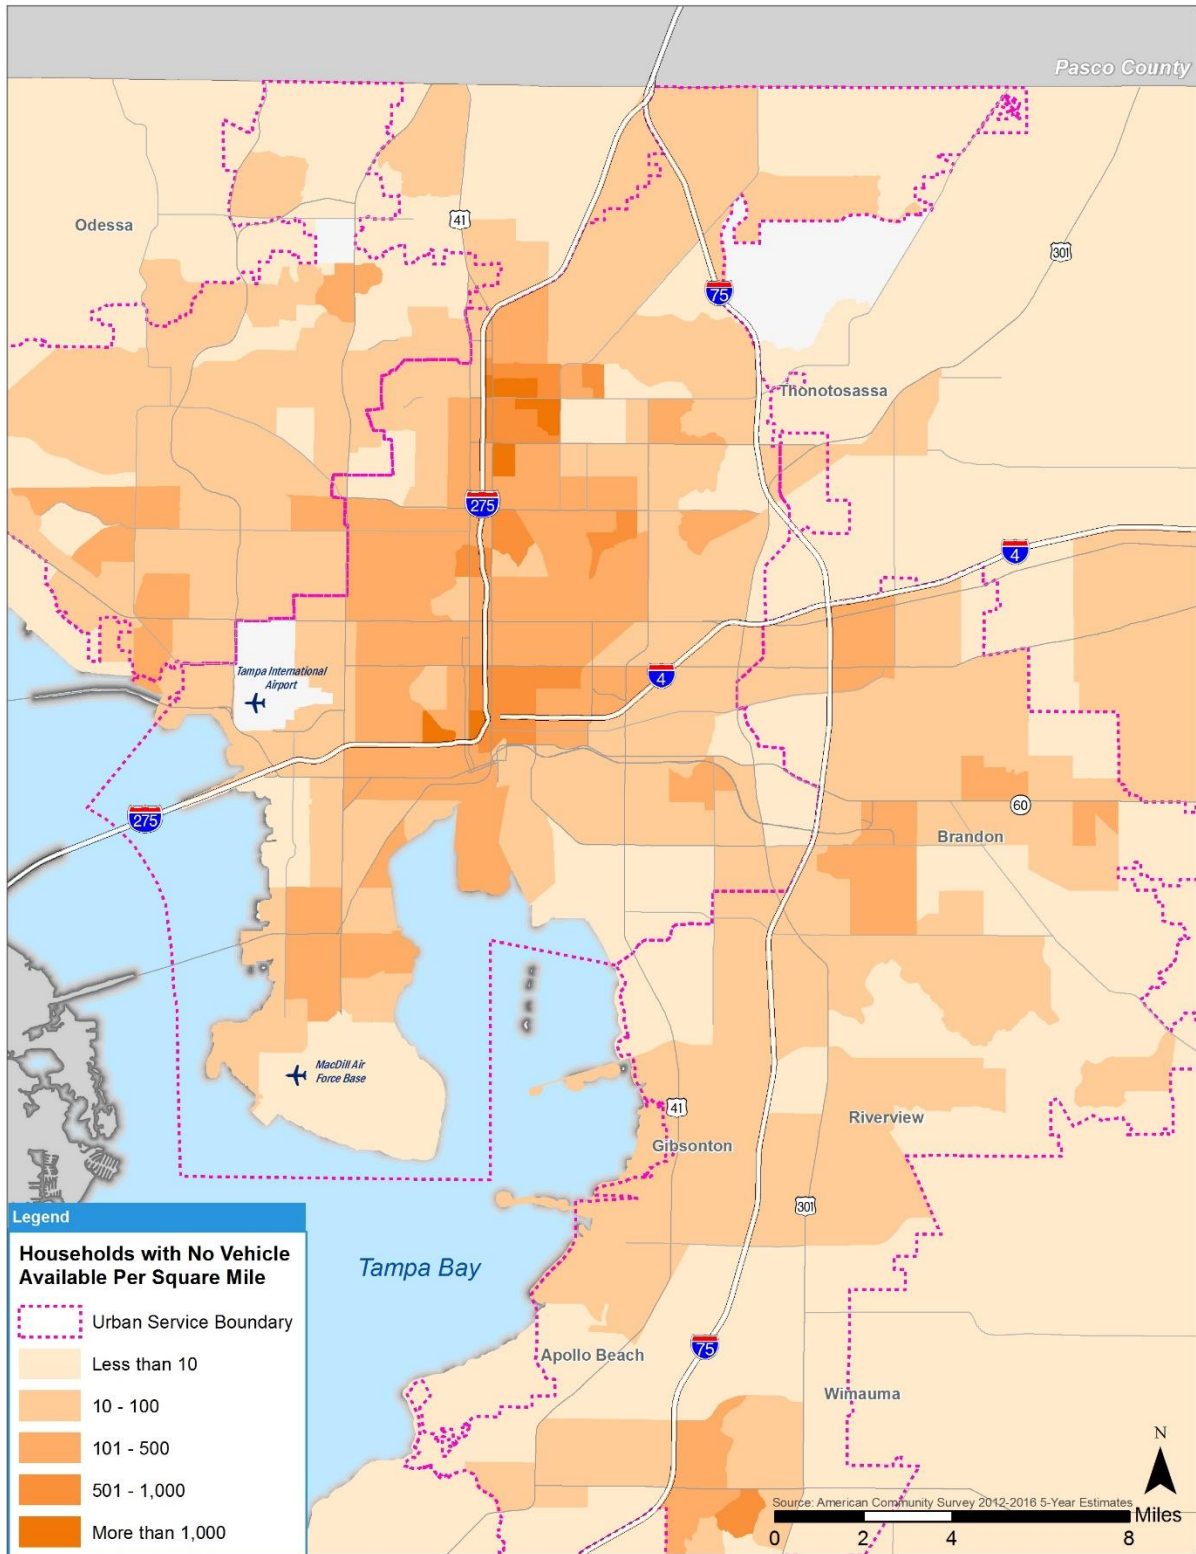 Pasco County
41
Odessa
301
75
Thonotosassa
275
4
Tampa International
Airport
4
275
60
Brandon
MacDill Air
Force Base
41
Riverview
Gibsonton
301
Legend
Households with No Vehicle
Available Per Square Mile
Urban Service Boundary
Less than 10
10 - 100
101 - 500
501 - 1,000
More than 1,000
Tampa Bay
75
Apollo Beach
Wimauma
N
Source: American Community Survey 2012-2016 5-Year Estimates
Miles
0 2 4 8